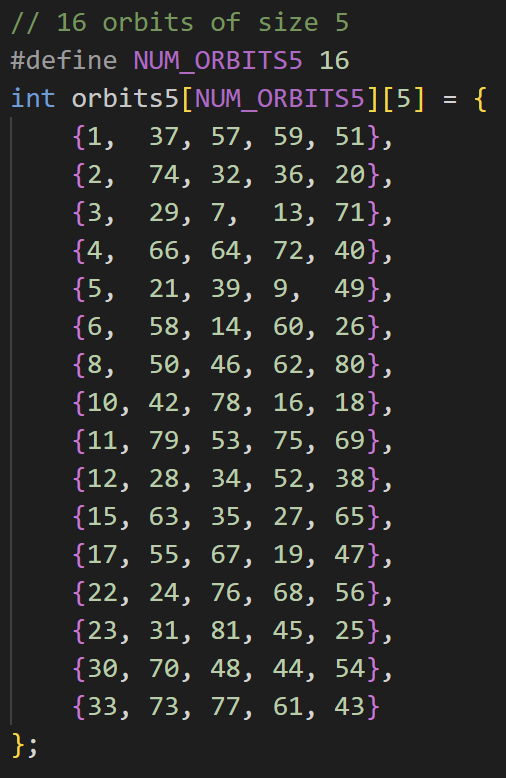 // 16 orbits of size 5
#define NUM_ORBITS5 16
int orbits5[NUM_ORBITS5][5] = {
    {1,  37, 57, 59, 51},
    {2,  74, 32, 36, 20},
    {3,  29, 7,  13, 71},
    {4,  66, 64, 72, 40},
    {5,  21, 39, 9,  49},
    {6,  58, 14, 60, 26},
    {8,  50, 46, 62, 80},
    {10, 42, 78, 16, 18},
    {11, 79, 53, 75, 69},
    {12, 28, 34, 52, 38},
    {15, 63, 35, 27, 65},
    {17, 55, 67, 19, 47},
    {22, 24, 76, 68, 56},
    {23, 31, 81, 45, 25},
    {30, 70, 48, 44, 54},
    {33, 73, 77, 61, 43}
};